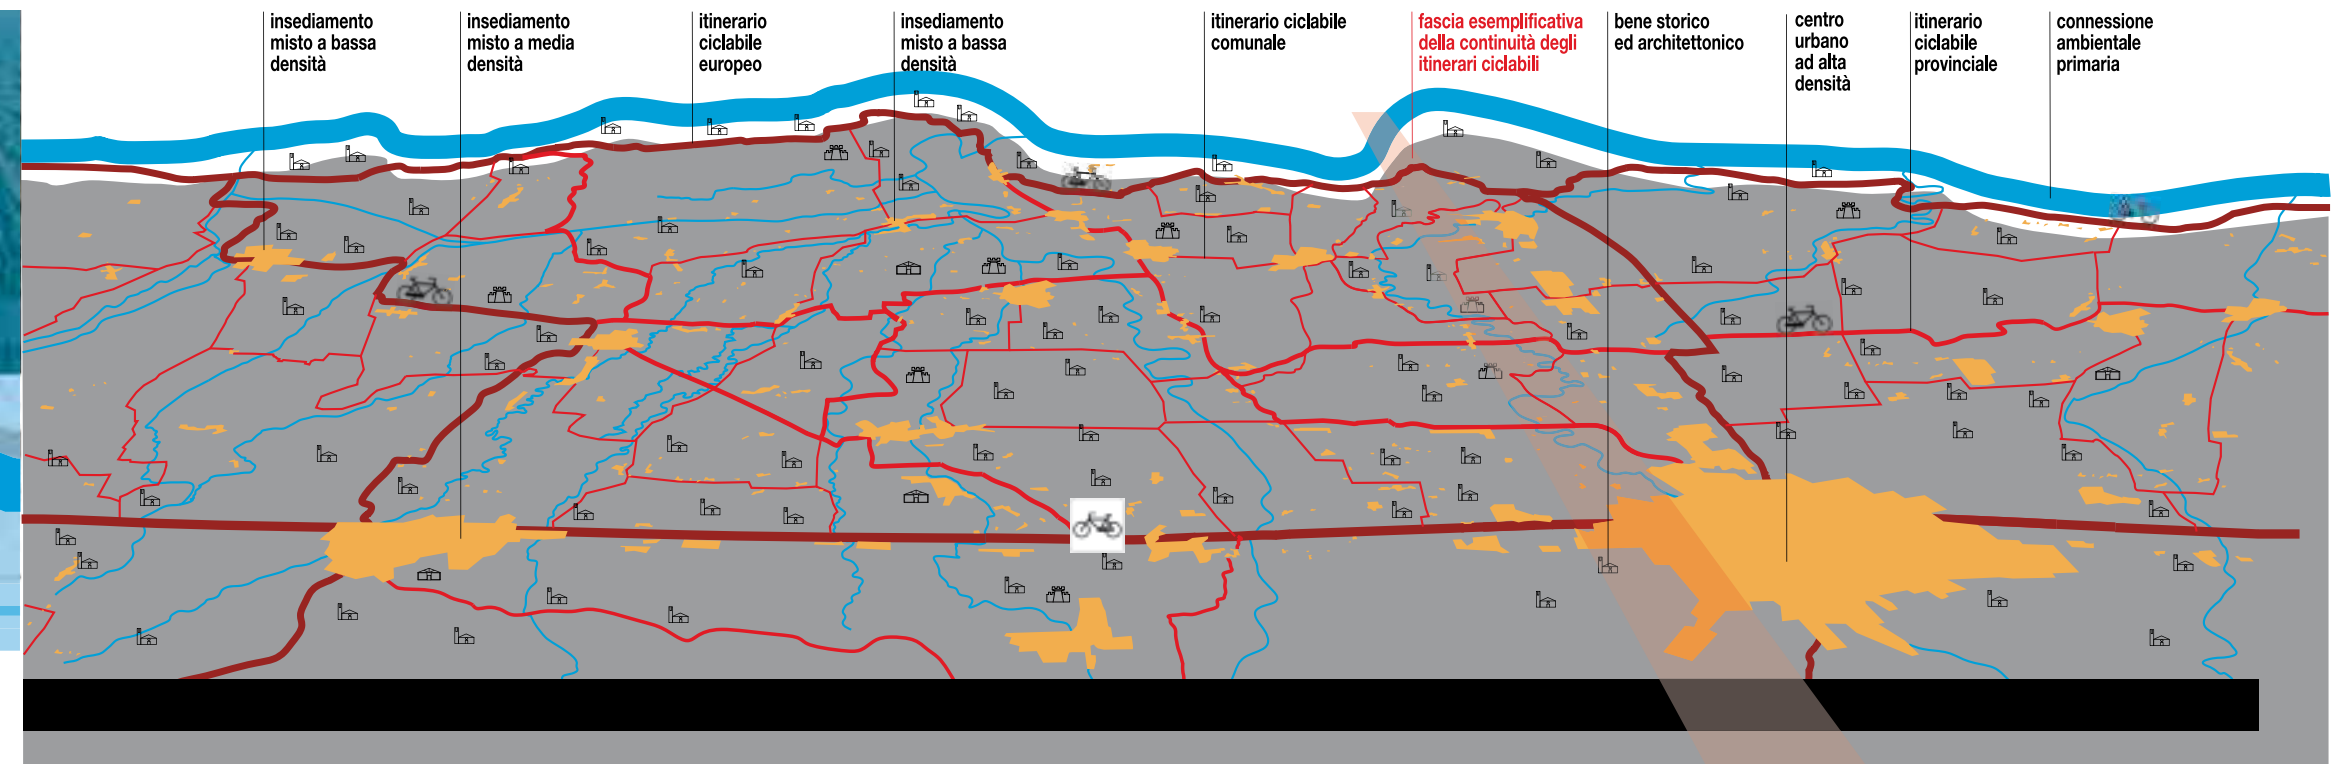 insediamento
misto a bassa
densità
insediamento
misto a media
densità
itinerario
ciclabile
europeo
insediamento
misto a bassa
densità
itinerario ciclabile
comunale
fascia esemplificativa
della continuità degli
itinerari ciclabili
bene storico
ed architettonico
centro
urbano
ad alta
densità
itinerario
ciclabile
provinciale
connessione
ambientale
primaria